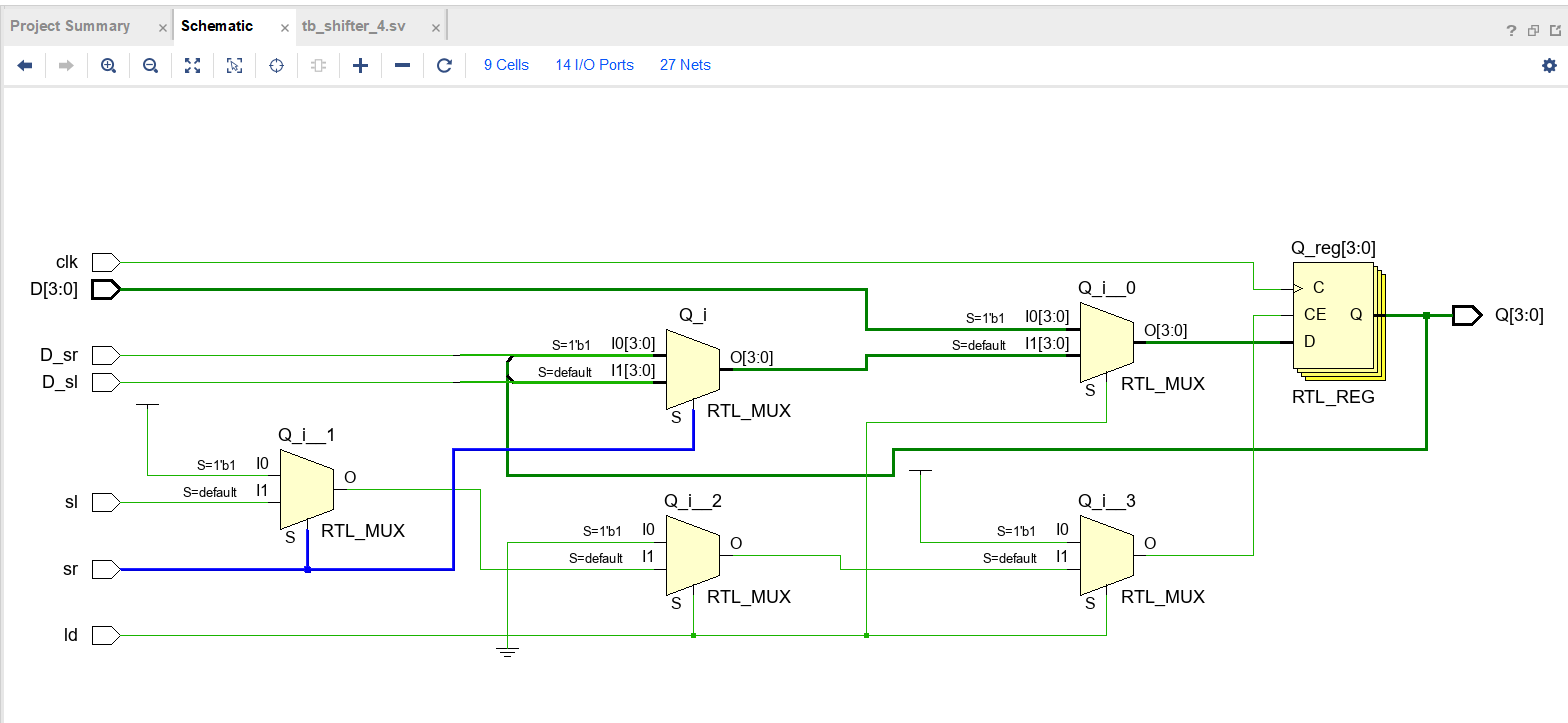 Project Summary × Schematic × tb_shifter_4.sv ×
?
9 Cells 14 I/O Ports 27 Nets
Q_reg[3:0]
clk
D[3:0]
C
Q_i__0
Q_i
S=1'b1 I0[3:0]
CE Q
Q[3:0]
O[3:0]
D_sr
S=1'b1 I0[3:0]
S=default I1[3:0]
D
O[3:0]
D_sl
S=default I1[3:0]
S RTL_MUX
RTL_REG
S RTL_MUX
Q_i__1
S=1'b1 I0
O
S=default I1
sl
Q_i__2
Q_i__3
S RTL_MUX
S=1'b1 I0
S=1'b1 I0
O
O
S=default I1
S=default I1
sr
S RTL_MUX
S RTL_MUX
ld